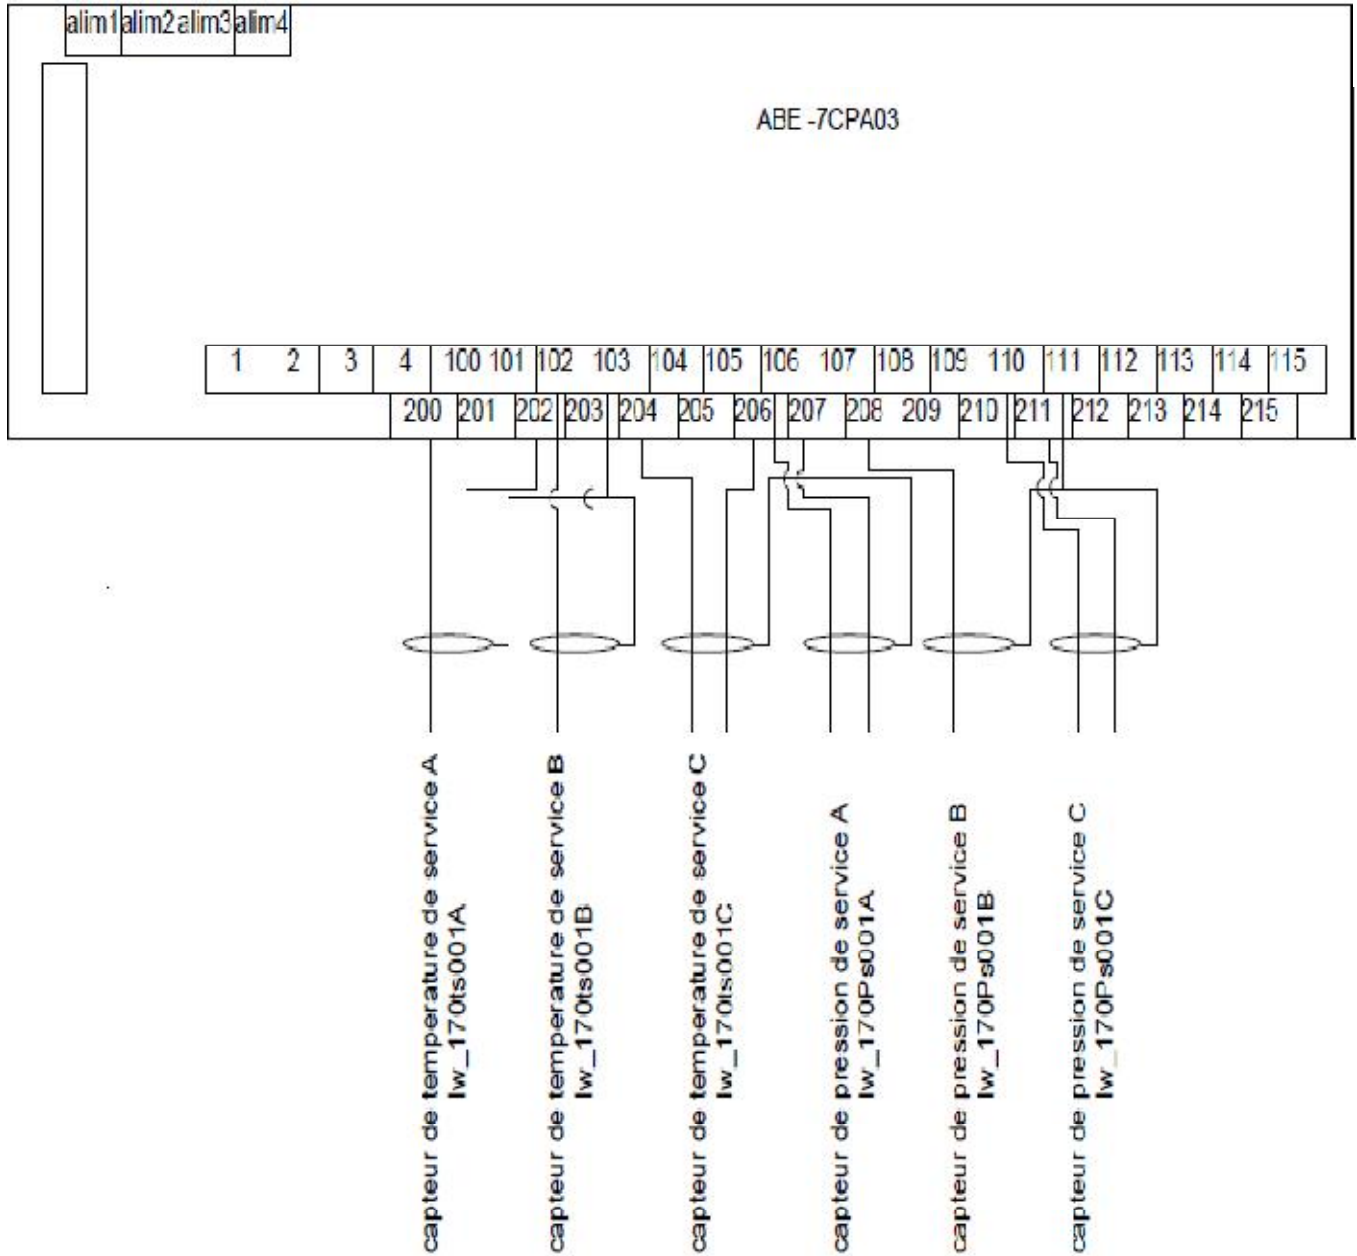 alim1 alim2 alim3 alim4
ABE -7CPA03
1 2 3 4 100 101 102 103 104 105 106 107 108 109 110 111 112 113 114 115
200 201 202 203 204 205 206 207 208 209 210 211 212 213 214 215
capteur de temperature de service A
Iw_170ts001A
capteur de temperature de service B
Iw_170ts001B
capteur de temperature de service C
Iw_170ts001C
capteur de pression de service A
Iw_170Ps001A
capteur de pression de service B
Iw_170Ps001B
capteur de pression de service C
Iw_170Ps001C